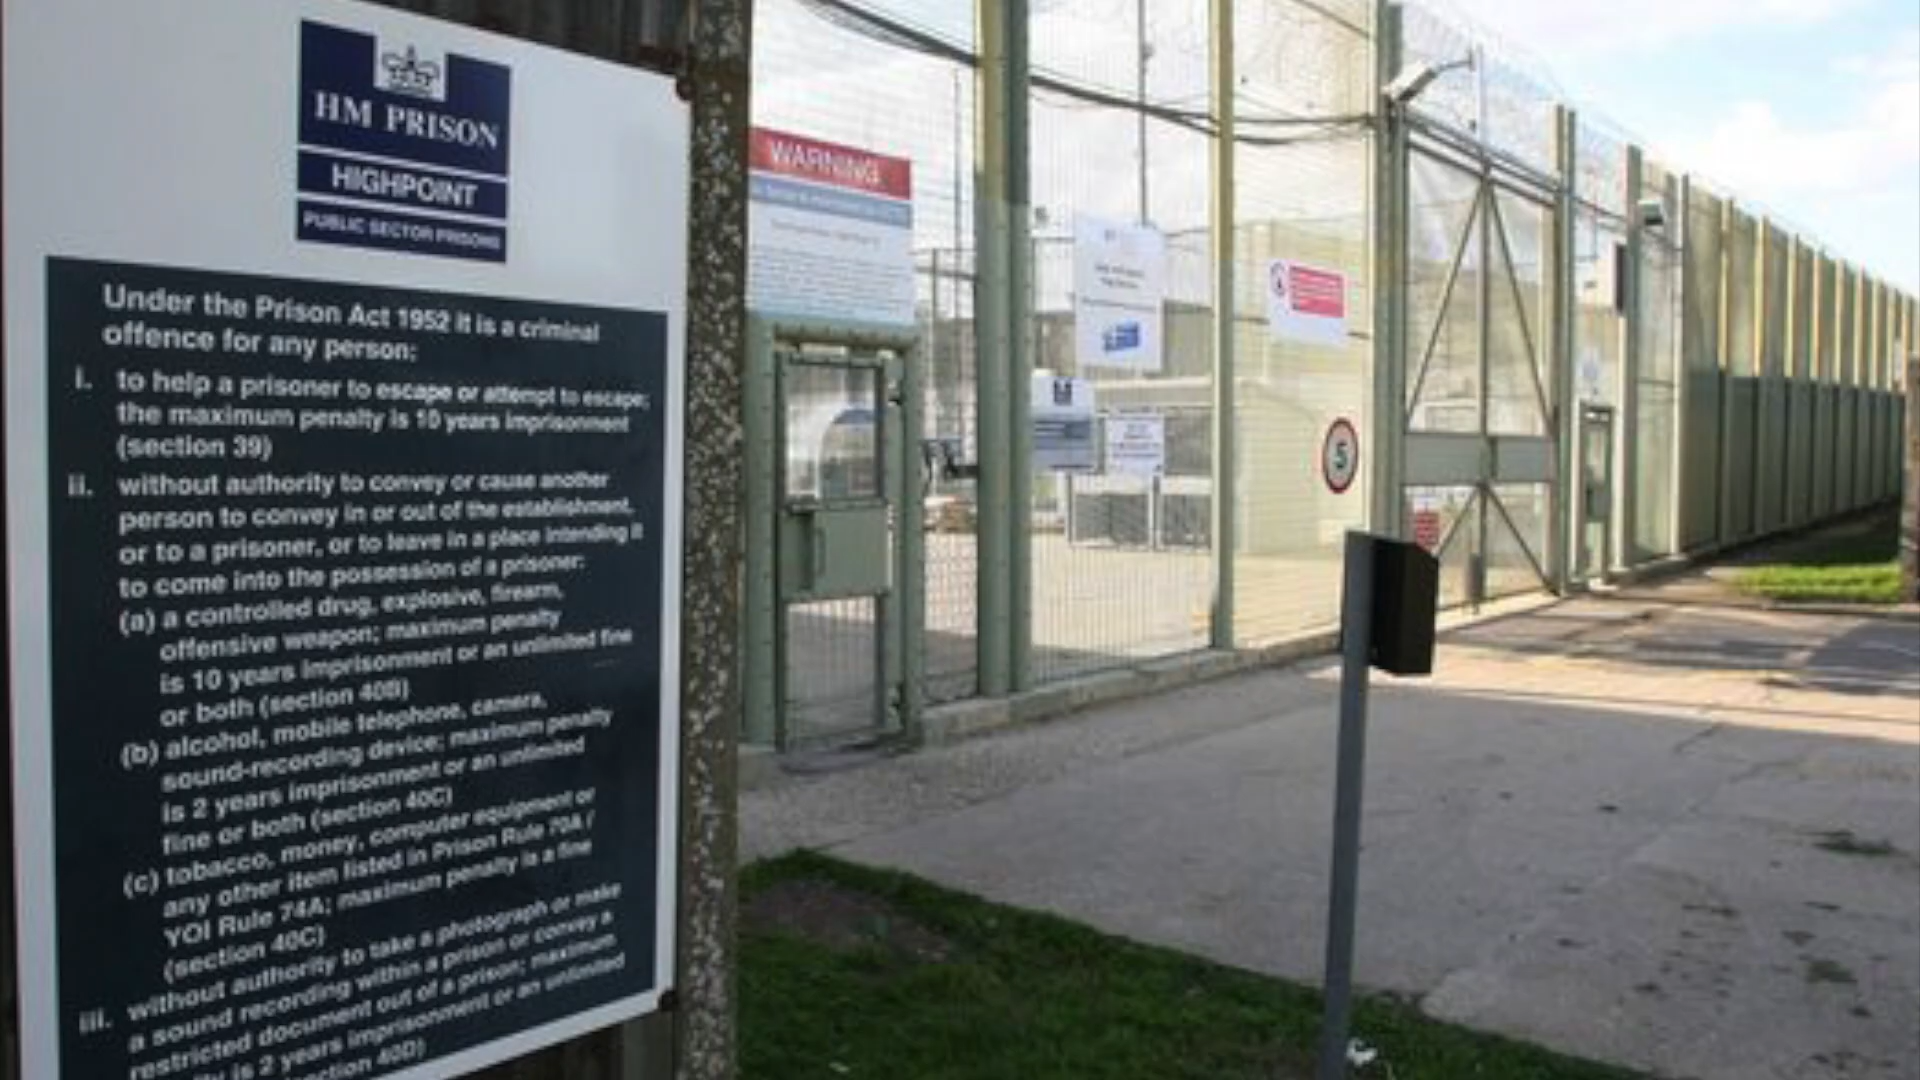 HM PRISON
HIGHPOINT
PUBLIC SECTOR PRISONS
Under the Prison Act 1952 it is a criminal
offence for any person;
i. to help a prisoner to escape or attempt to escape;
the maximum penalty is 10 years imprisonment
(section 39)
ii. without authority to convey or cause another
person to convey in or out of the establishment,
or to a prisoner, or to leave in a place intending it
to come into the possession of a prisoner:
(a) a controlled drug, explosive, firearm,
offensive weapon; maximum penalty
is 10 years imprisonment or an unlimited fine
or both (section 40B)
(b) alcohol, mobile telephone, camera,
sound-recording device; maximum penalty
is 2 years imprisonment or an unlimited
fine or both (section 40C)
(c) tobacco, money, computer equipment or
any other item listed in Prison Rule 70A /
YOI Rule 74A; maximum penalty is a fine
(section 40C)
iii. without authority to take a photograph or make
a sound recording within a prison or convey a
restricted document out of a prison; maximum
is 2 years imprisonment or an unlimited
40D)
WARNING
5